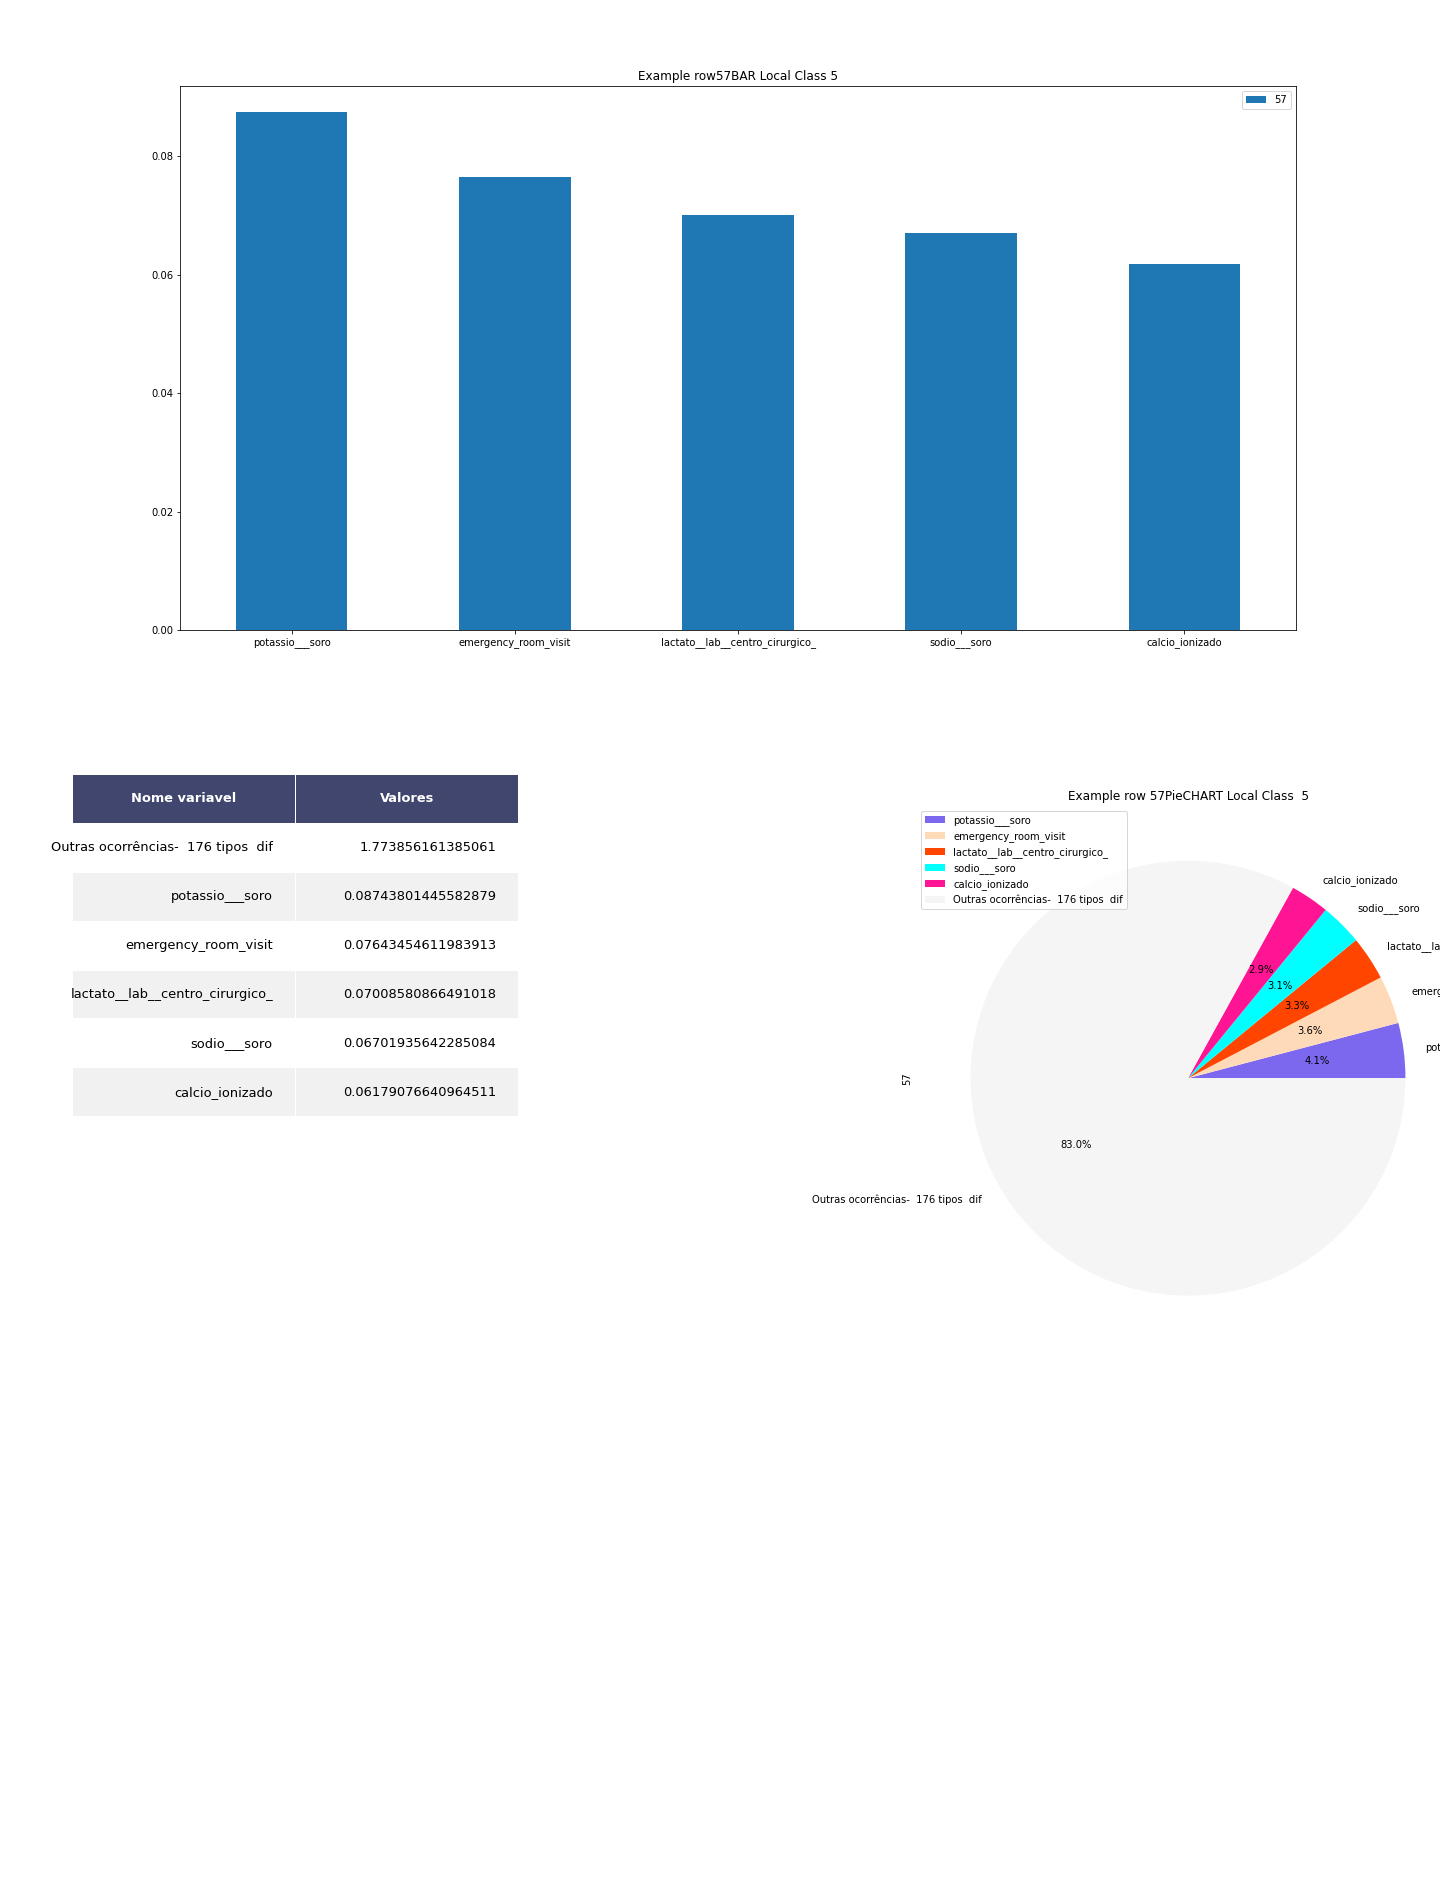 Example row57BAR Local Class 5
57
0.08
0.06
0.04
0.02
0.00
potassio___soro
emergency_room_visit
lactato__lab__centro_cirurgico_
sodio___soro
calcio_ionizado
Nome variavel Valores
Outras ocorrências-  176 tipos  dif 1.773856161385061
potassio___soro 0.08743801445582879
emergency_room_visit 0.07643454611983913
lactato__lab__centro_cirurgico_ 0.07008580866491018
sodio___soro 0.06701935642285084
calcio_ionizado 0.06179076640964511
Example row 57PieCHART Local Class  5
potassio___soro
emergency_room_visit
lactato__lab__centro_cirurgico_
sodio___soro
calcio_ionizado
Outras ocorrências-  176 tipos  dif
calcio_ionizado
sodio___soro
lactato__la
emerg
pot
2.9%
3.1%
3.3%
3.6%
4.1%
57
83.0%
Outras ocorrências-  176 tipos  dif